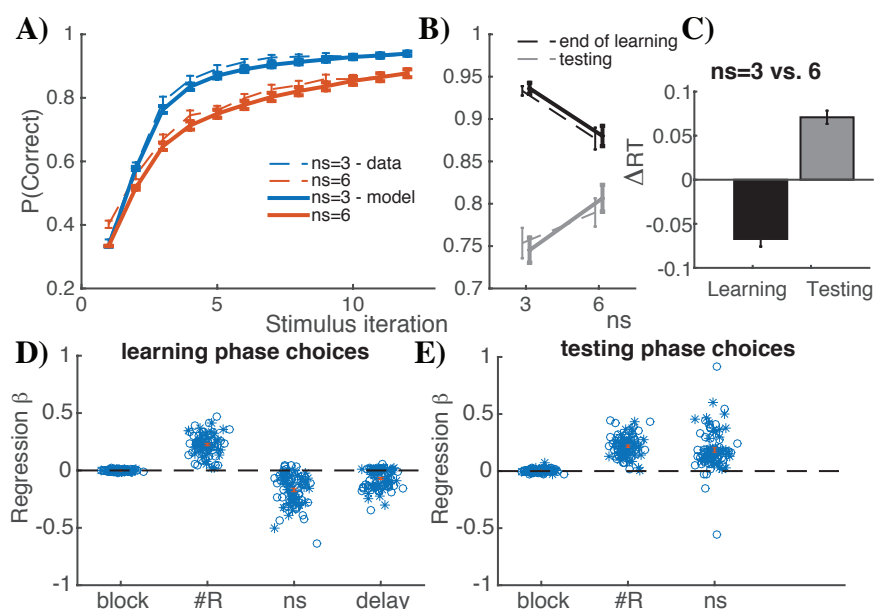 A)
P(Correct)
1
0.8
0.6
0.4
0.2
0
5
10
Stimulus iteration
ns=3 - data
ns=6
ns=3 - model
ns=6
B)
end of learning
testing
0.95
0.9
0.85
0.8
0.75
0.7
3
6
ns
C)
ns=3 vs. 6
ΔRT
0.1
0.05
0
-0.05
-0.1
Learning
Testing
D)
learning phase choices
Regression β
1
0.5
0
-0.5
-1
block
#R
ns
delay
E)
testing phase choices
Regression β
1
0.5
0
-0.5
-1
block
#R
ns